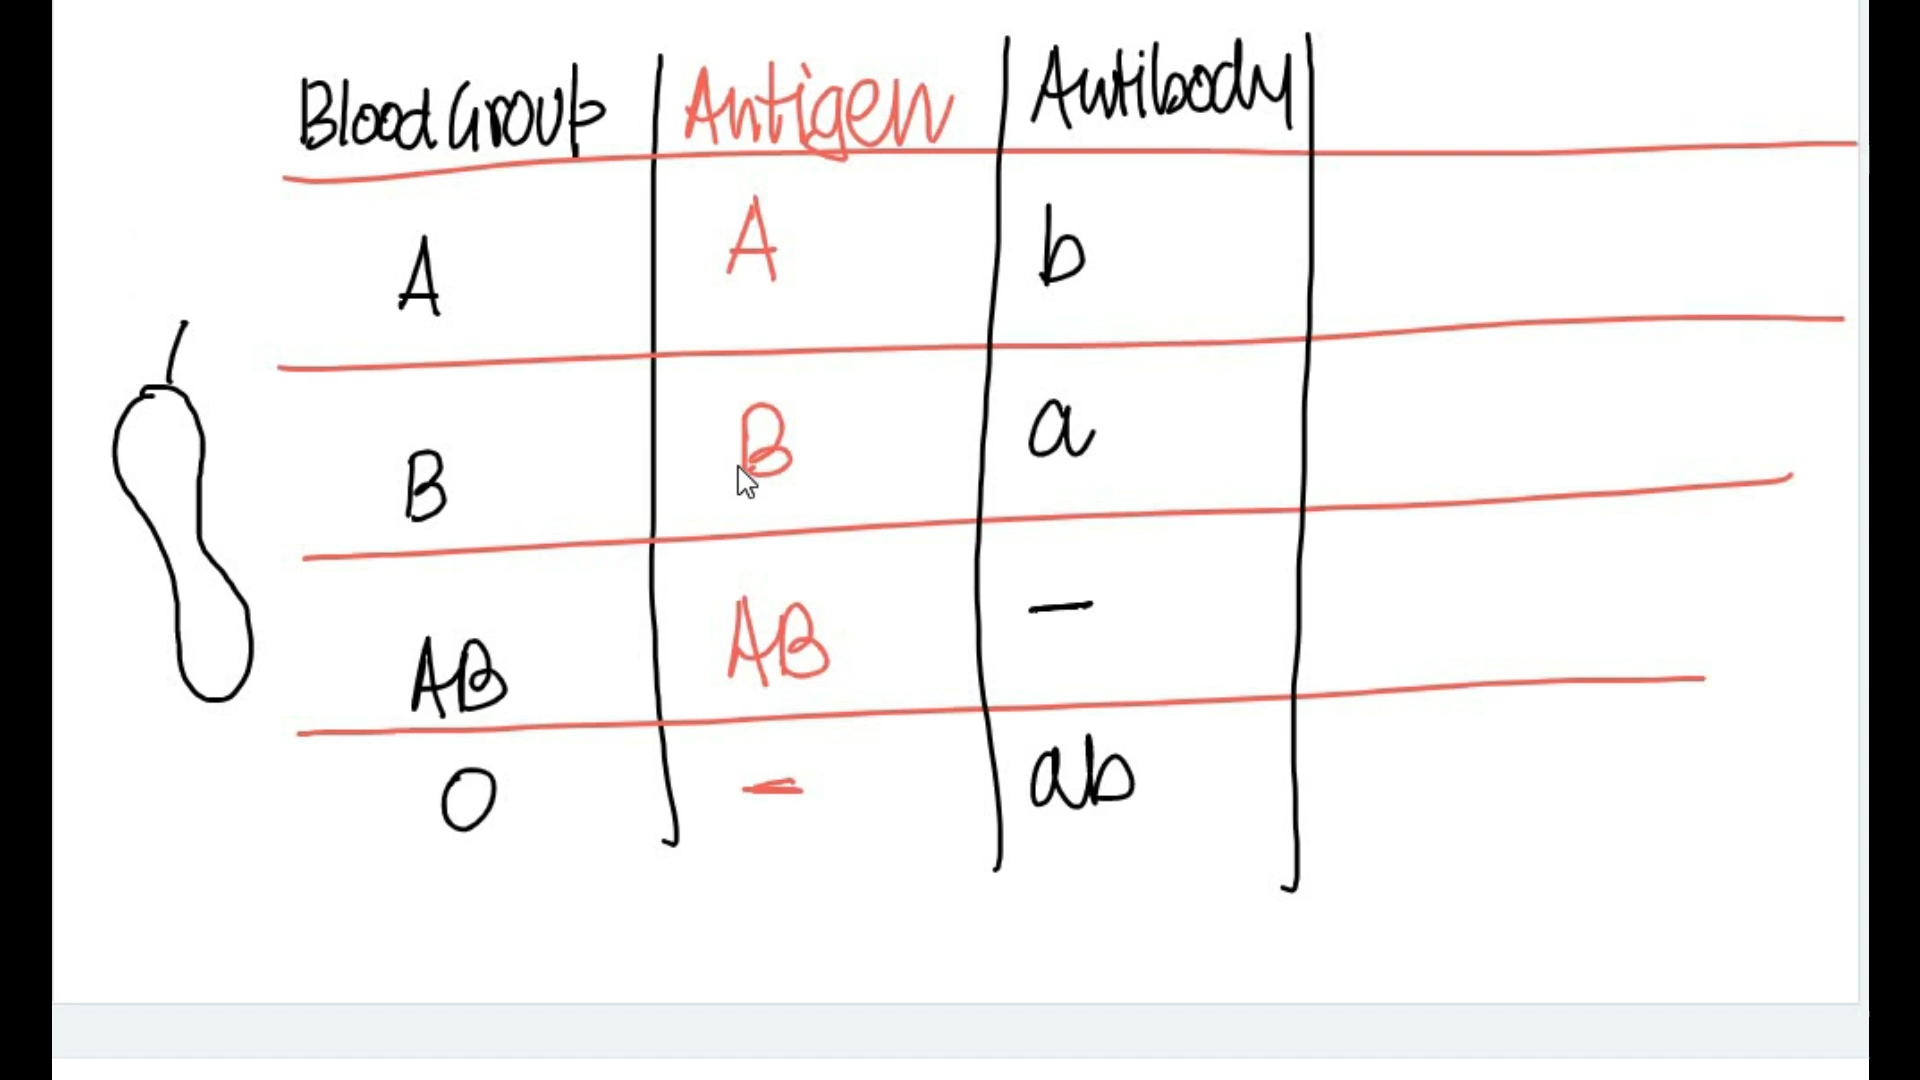 Blood Group Antigen Antibody
A A b
B B a
AB AB —
O - ab